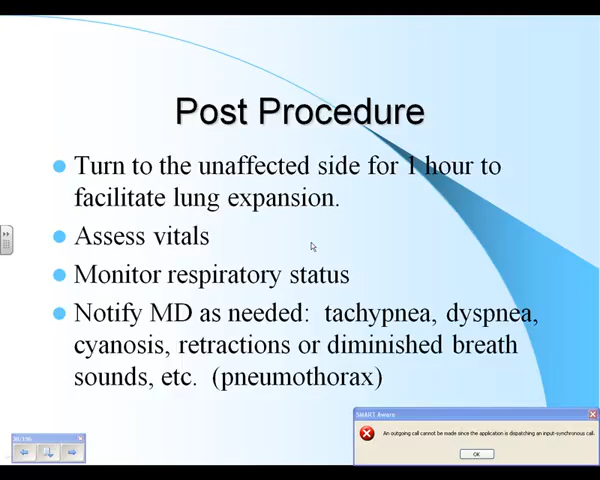 Post Procedure
Turn to the unaffected side for 1 hour to
facilitate lung expansion.
Assess vitals
Monitor respiratory status
Notify MD as needed:  tachypnea, dyspnea,
cyanosis, retractions or diminished breath
sounds, etc.  (pneumothorax)
SMART Aware
An outgoing call cannot be made since the application is dispatching an input-synchronous call.
OK
30/196